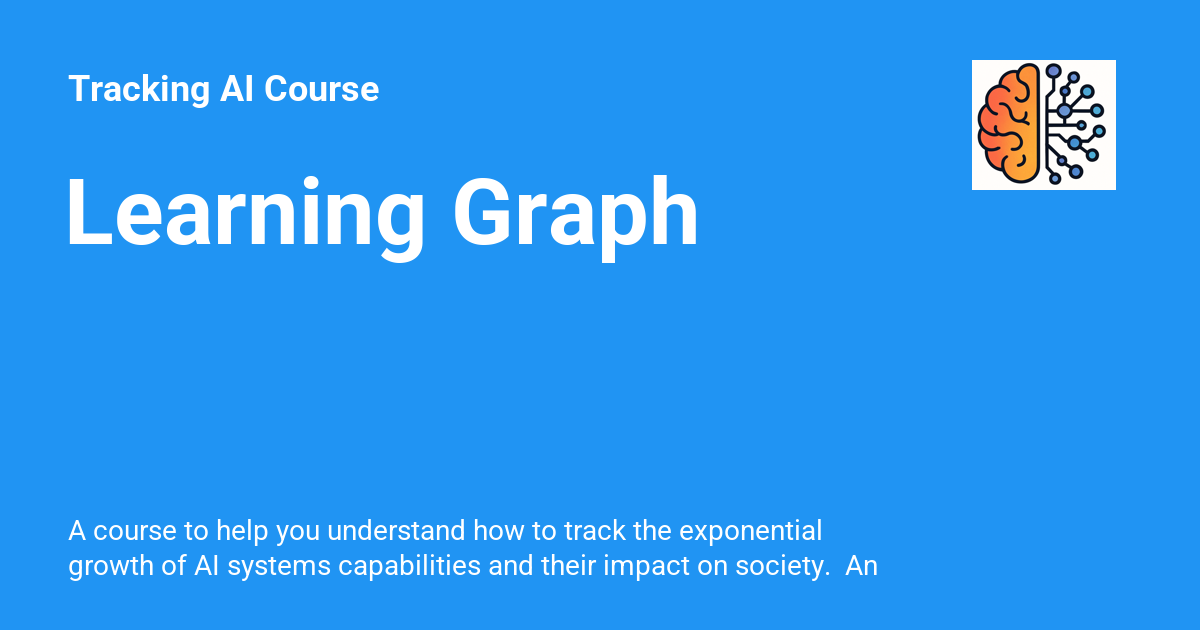 Tracking AI Course
Learning Graph
A course to help you understand how to track the exponential
growth of AI systems capabilities and their impact on society.  An